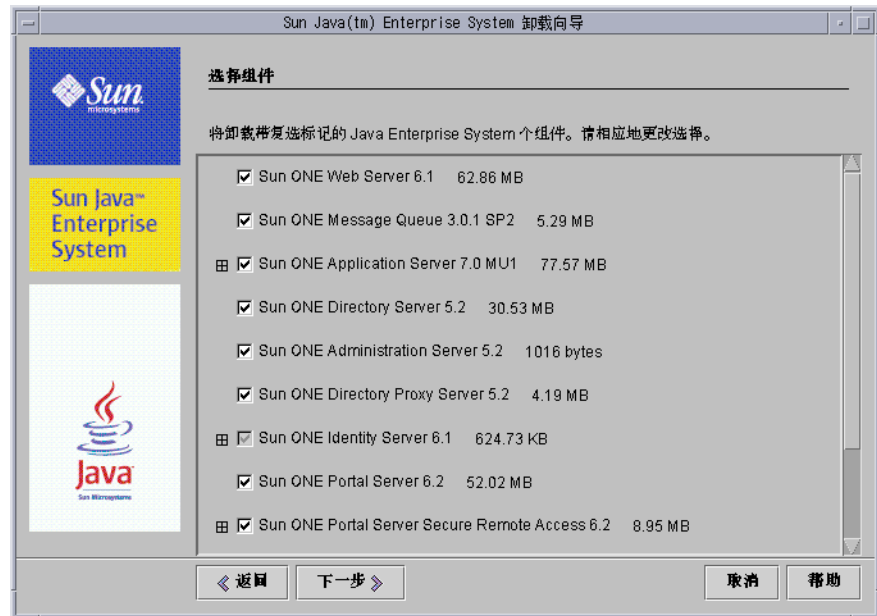 Sun Java(tm) Enterprise System 卸载向导
Sun
microsystems
选择组件
将卸载带复选标记的 Java Enterprise System 个组件。请相应地更改选择。
Sun ONE Web Server 6.1 62.86 MB
Sun ONE Message Queue 3.0.1 SP2 5.29 MB
Sun Java™
Enterprise
System
Sun ONE Application Server 7.0 MU1 77.57 MB
Sun ONE Directory Server 5.2 30.53 MB
Sun ONE Administration Server 5.2 1016 bytes
Sun ONE Directory Proxy Server 5.2 4.19 MB
Sun ONE Identity Server 6.1 624.73 KB
Sun ONE Portal Server 6.2 52.02 MB
Sun ONE Portal Server Secure Remote Access 6.2 8.95 MB
Java
Sun Microsystems
返回
下一步
取消
帮助